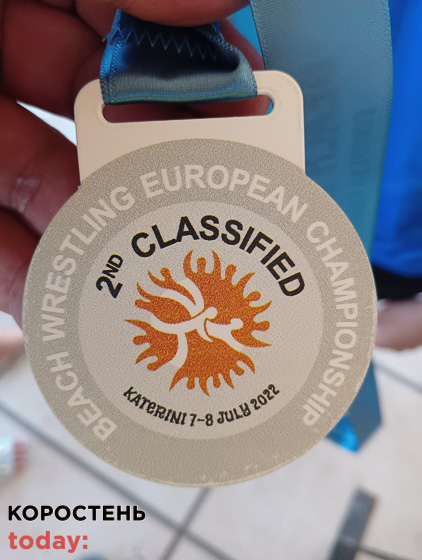 BEACH WRESTLING EUROPEAN CHAMPIONSHIP
2ND CLASSIFIED
KATERINI 7-8 JULY 2022
КОРОСТЕНЬ
today: